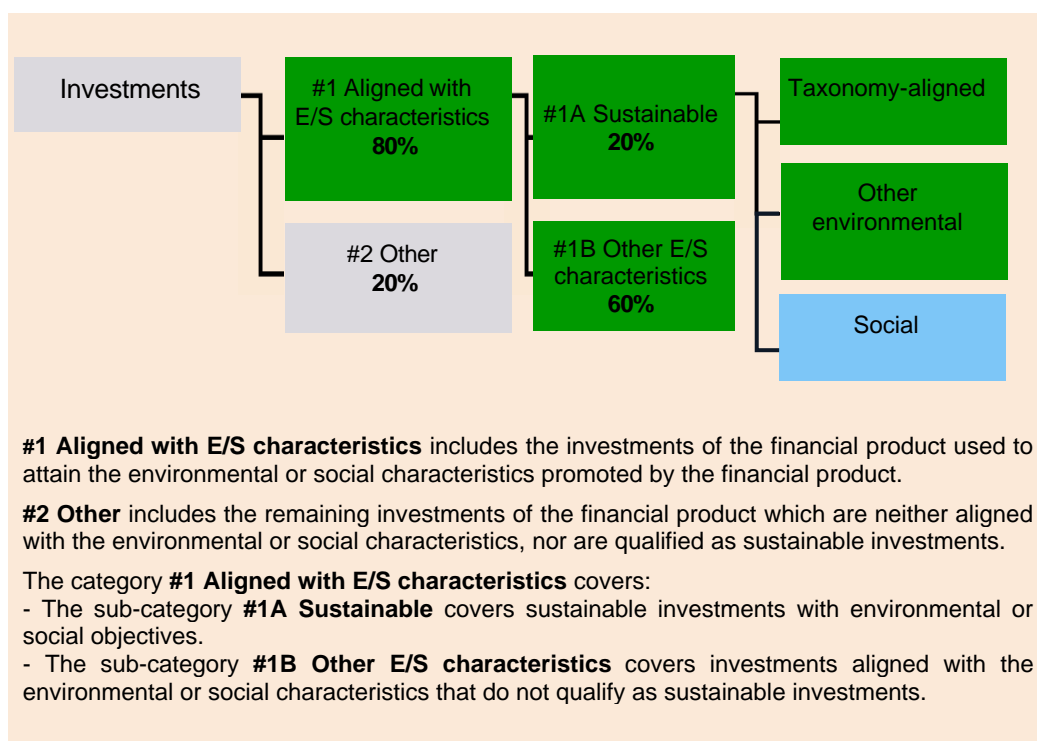 Investments
#1 Aligned with
E/S characteristics
80%
#2 Other
20%
#1A Sustainable
20%
#1B Other E/S
characteristics
60%
Taxonomy-aligned
Other
environmental
Social
#1 Aligned with E/S characteristics includes the investments of the financial product used to
attain the environmental or social characteristics promoted by the financial product.
#2 Other includes the remaining investments of the financial product which are neither aligned
with the environmental or social characteristics, nor are qualified as sustainable investments.
The category #1 Aligned with E/S characteristics covers:
- The sub-category #1A Sustainable covers sustainable investments with environmental or
social objectives.
- The sub-category #1B Other E/S characteristics covers investments aligned with the
environmental or social characteristics that do not qualify as sustainable investments.